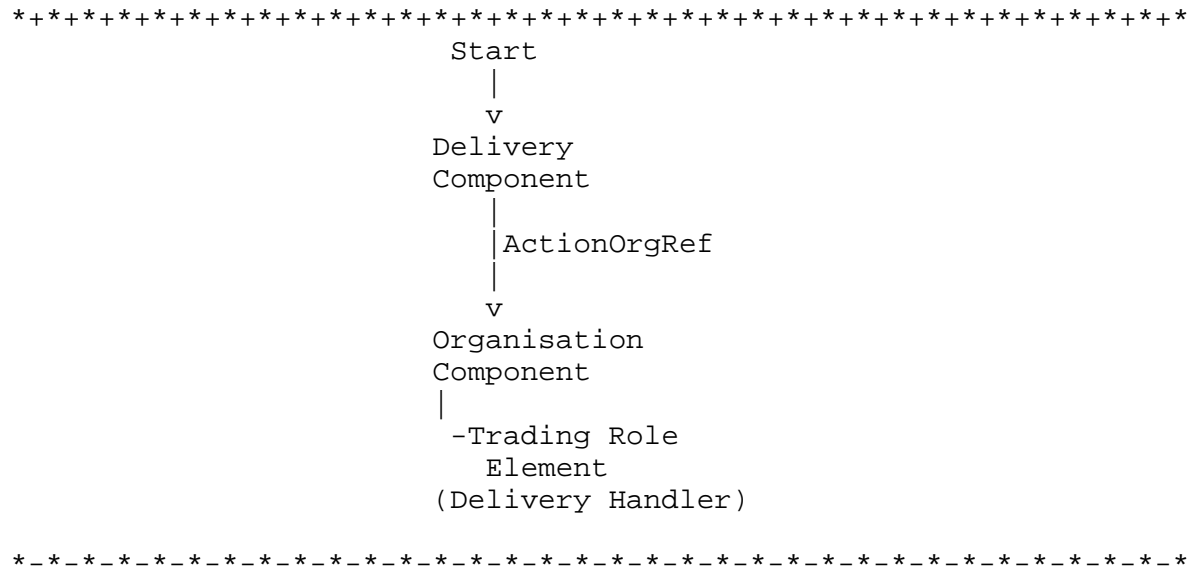 *+*+*+*+*+*+*+*+*+*+*+*+*+*+*+*+*+*+*+*+*+*+*+*+*+*+*+*+*+*+*+*+*+*
Start
|
v
Delivery
Component
|
|ActionOrgRef
|
v
Organisation
Component
|
-Trading Role
Element
(Delivery Handler)
*-*-*-*-*-*-*-*-*-*-*-*-*-*-*-*-*-*-*-*-*-*-*-*-*-*-*-*-*-*-*-*-*-*